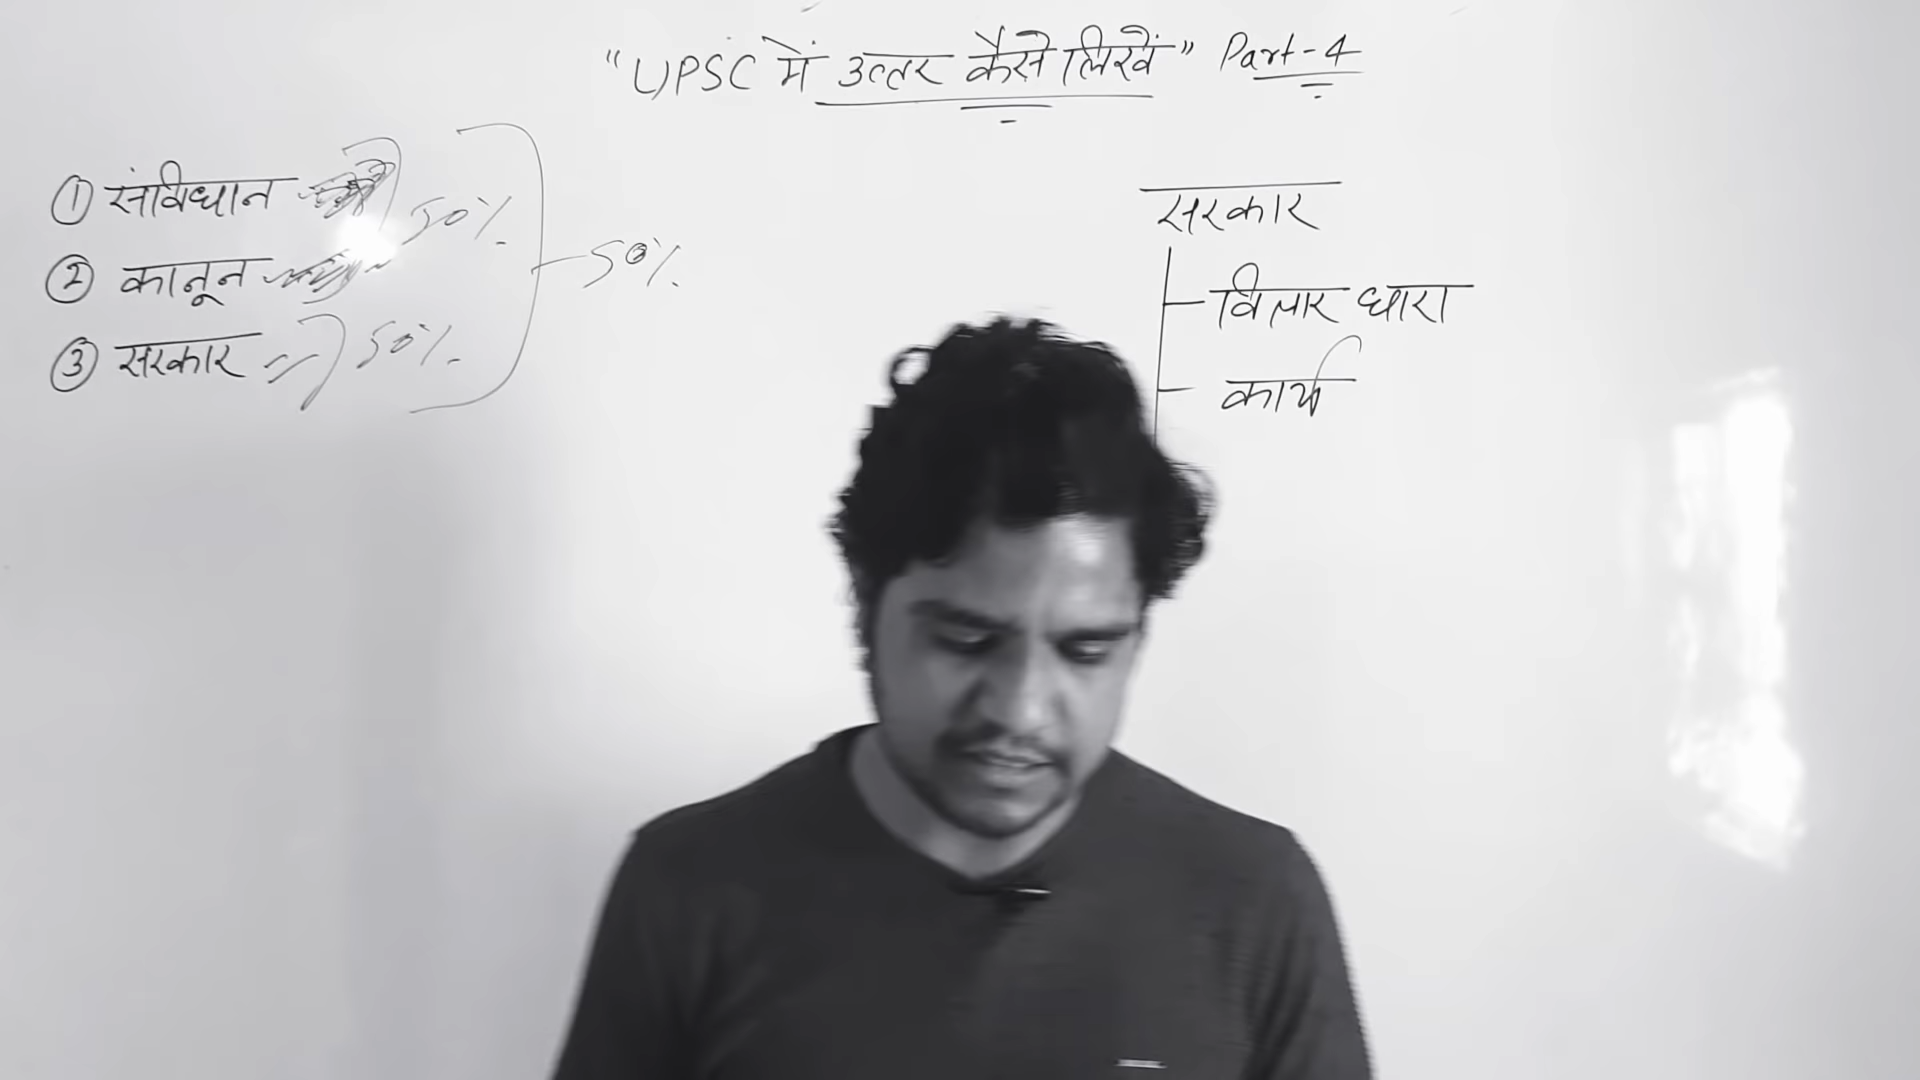 "UPSC में उत्तर कैसे लिखें" Part-4
① संविधान
② कानून
③ सरकार
50%
50%
50%
सरकार
विचार धारा
कार्य